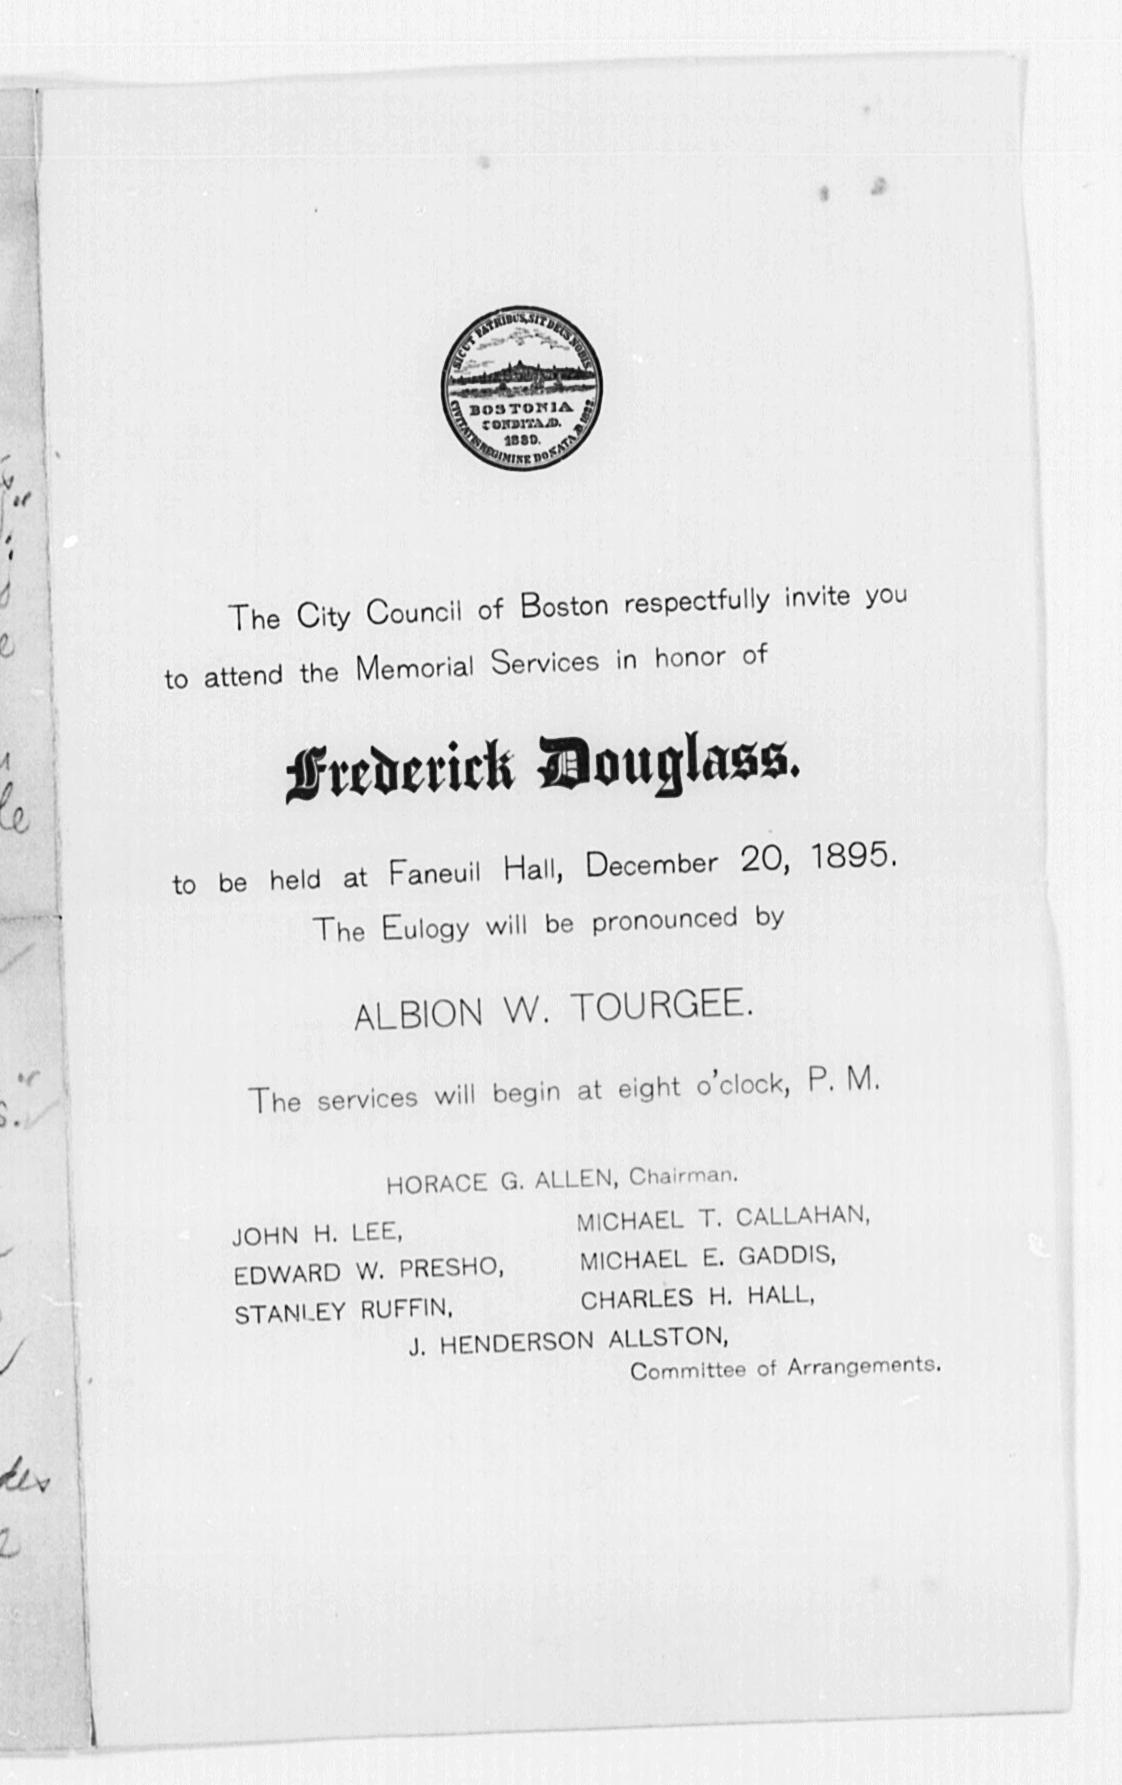 SICUT PATRIBUS, SIT DEUS NOBIS
BOSTONIA
CONDITA A.D.
1630.
CIVITATIS REGIMINE DONATA A.D. 1822.
The City Council of Boston respectfully invite you
to attend the Memorial Services in honor of
Frederick Douglass.
to be held at Faneuil Hall, December 20, 1895.
The Eulogy will be pronounced by
ALBION W. TOURGEE.
The services will begin at eight o'clock, P. M.
HORACE G. ALLEN, Chairman.
JOHN H. LEE, MICHAEL T. CALLAHAN,
EDWARD W. PRESHO, MICHAEL E. GADDIS,
STANLEY RUFFIN, CHARLES H. HALL,
J. HENDERSON ALLSTON,
Committee of Arrangements.